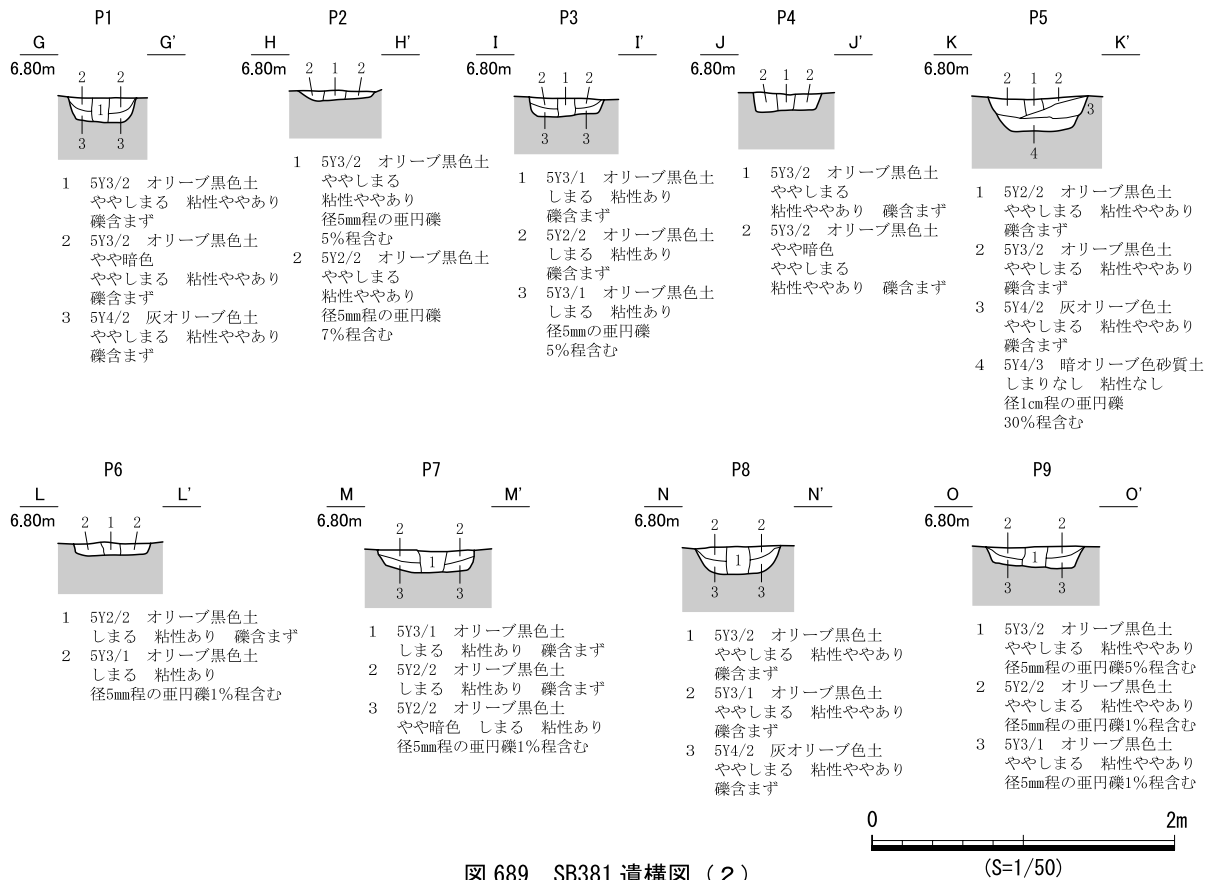 P1
G G'
6.80m
2 2
1
3 3
1 5Y3/2 オリーブ黒色土
ややしまる 粘性ややあり
礫含まず
2 5Y3/2 オリーブ黒色土
やや暗色
ややしまる 粘性ややあり
礫含まず
3 5Y4/2 灰オリーブ色土
ややしまる 粘性ややあり
礫含まず
P2
H H'
6.80m
2 1 2
1 5Y3/2 オリーブ黒色土
ややしまる
粘性ややあり
径5㎜程の亜円礫
5%程含む
2 5Y2/2 オリーブ黒色土
ややしまる
粘性ややあり
径5㎜程の亜円礫
7%程含む
P3
I I'
6.80m
2 1 2
3 3
1 5Y3/1 オリーブ黒色土
しまる 粘性あり
礫含まず
2 5Y2/2 オリーブ黒色土
しまる 粘性あり
礫含まず
3 5Y3/1 オリーブ黒色土
しまる 粘性あり
径5㎜の亜円礫
5%程含む
P4
J J'
6.80m
2 1 2
1 5Y3/2 オリーブ黒色土
ややしまる
粘性ややあり 礫含まず
2 5Y3/2 オリーブ黒色土
やや暗色
ややしまる
粘性ややあり 礫含まず
P5
K K'
6.80m
2 1 2
3
4
1 5Y2/2 オリーブ黒色土
ややしまる 粘性ややあり
礫含まず
2 5Y3/2 オリーブ黒色土
ややしまる 粘性ややあり
礫含まず
3 5Y4/2 灰オリーブ色土
ややしまる 粘性ややあり
礫含まず
4 5Y4/3 暗オリーブ色砂質土
しまりなし 粘性なし
径1㎝程の亜円礫
30%程含む
P6
L L'
6.80m
2 1 2
1 5Y2/2 オリーブ黒色土
しまる 粘性あり 礫含まず
2 5Y3/1 オリーブ黒色土
しまる 粘性あり
径5㎜程の亜円礫1%程含む
P7
M M'
6.80m
2 2
1
3 3
1 5Y3/1 オリーブ黒色土
しまる 粘性あり 礫含まず
2 5Y2/2 オリーブ黒色土
しまる 粘性あり 礫含まず
3 5Y2/2 オリーブ黒色土
やや暗色 しまる 粘性あり
径5㎜程の亜円礫1%程含む
P8
N N'
6.80m
2 2
1
3 3
1 5Y3/2 オリーブ黒色土
ややしまる 粘性ややあり
礫含まず
2 5Y3/1 オリーブ黒色土
ややしまる 粘性ややあり
礫含まず
3 5Y4/2 灰オリーブ色土
ややしまる 粘性ややあり
礫含まず
P9
O O'
6.80m
2 2
1
3 3
1 5Y3/2 オリーブ黒色土
ややしまる 粘性ややあり
径5㎜程の亜円礫5%程含む
2 5Y2/2 オリーブ黒色土
ややしまる 粘性ややあり
径5㎜程の亜円礫1%程含む
3 5Y3/1 オリーブ黒色土
ややしまる 粘性ややあり
径5㎜程の亜円礫1%程含む
0 2m
(S=1/50)
図 689 SB381 遺構図(2)